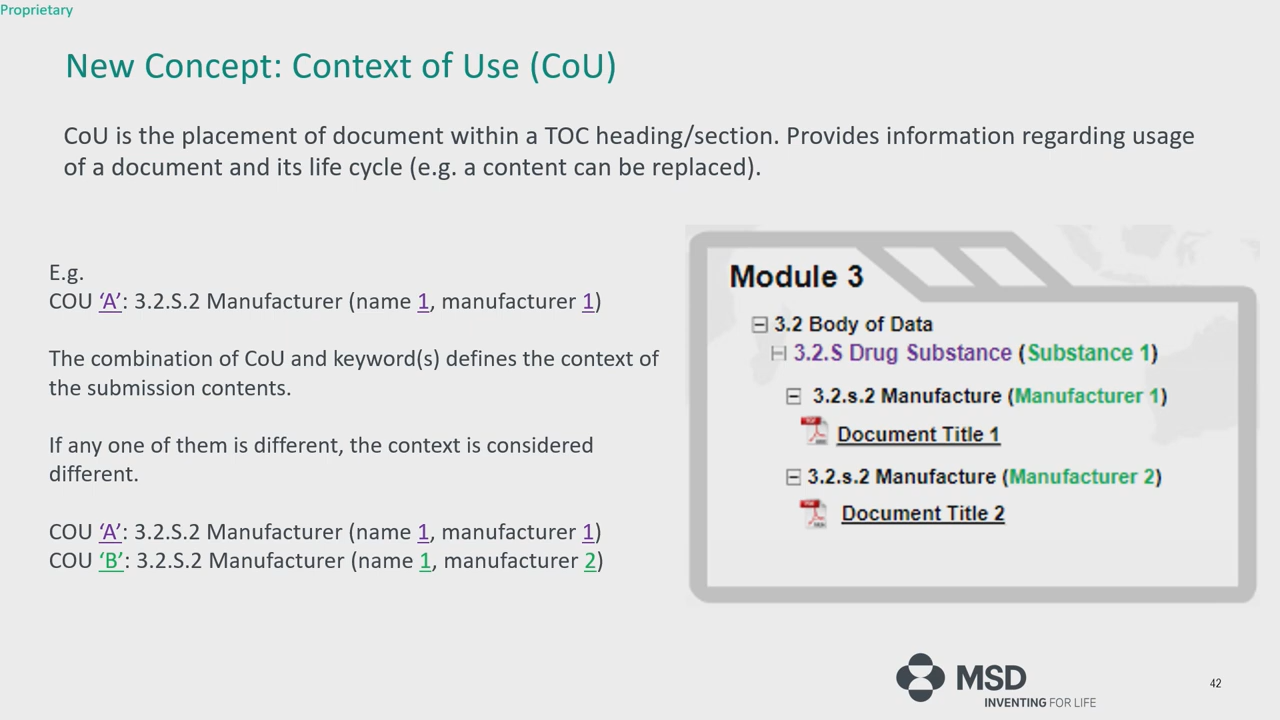 Proprietary
New Concept: Context of Use (CoU)
CoU is the placement of document within a TOC heading/section. Provides information regarding usage
of a document and its life cycle (e.g. a content can be replaced).
E.g.
COU ‘A’: 3.2.S.2 Manufacturer (name 1, manufacturer 1)
The combination of CoU and keyword(s) defines the context of
the submission contents.
If any one of them is different, the context is considered
different.
COU ‘A’: 3.2.S.2 Manufacturer (name 1, manufacturer 1)
COU ‘B’: 3.2.S.2 Manufacturer (name 1, manufacturer 2)
Module 3
3.2 Body of Data
3.2.S Drug Substance (Substance 1)
3.2.s.2 Manufacture (Manufacturer 1)
Document Title 1
3.2.s.2 Manufacture (Manufacturer 2)
Document Title 2
MSD
INVENTING FOR LIFE
42